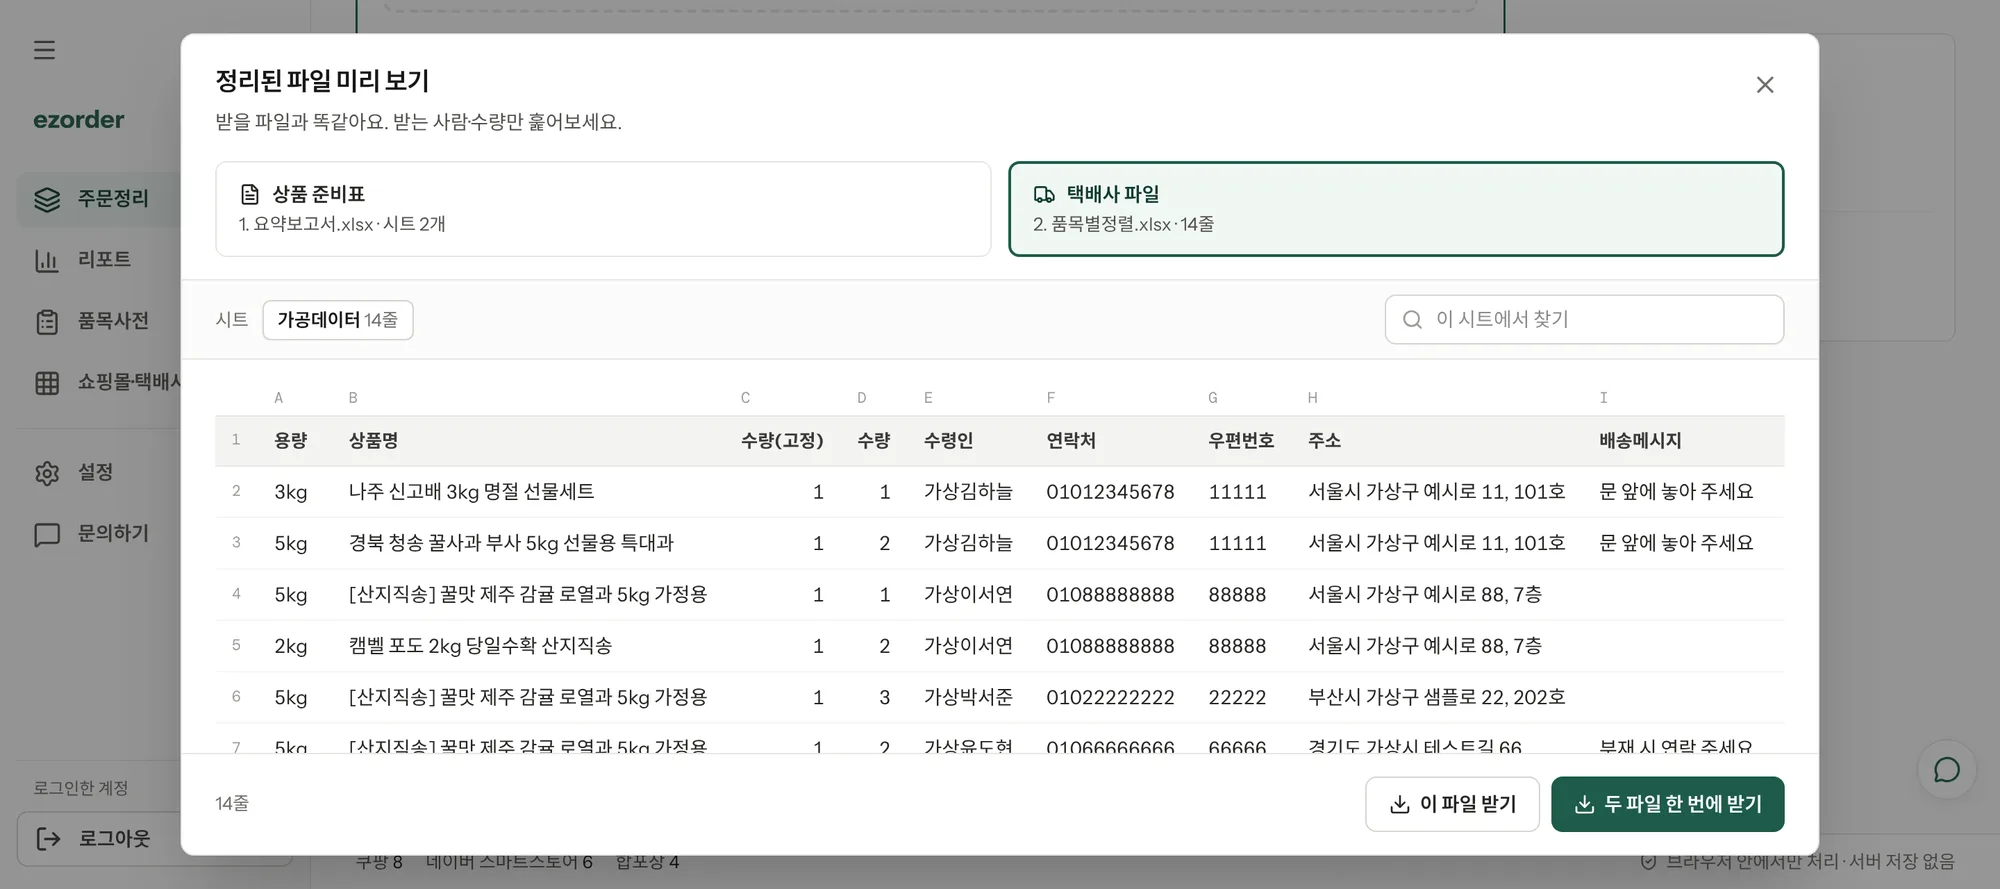 정리된 파일 미리 보기
받을 파일과 똑같아요. 받는 사람·수량만 훑어보세요.
ezorder
주문정리
리포트
품목사전
쇼핑몰·택배사
설정
문의하기
로그인한 계정
로그아웃
상품 준비표
1. 요약보고서.xlsx · 시트 2개
택배사 파일
2. 품목별정렬.xlsx · 14줄
시트 가공데이터 14줄
이 시트에서 찾기
A B C D E F G H I
1 용량 상품명 수량(고정) 수량 수령인 연락처 우편번호 주소 배송메시지
2 3kg 나주 신고배 3kg 명절 선물세트 1 1 가상김하늘 01012345678 11111 서울시 가상구 예시로 11, 101호 문 앞에 놓아 주세요
3 5kg 경북 청송 꿀사과 부사 5kg 선물용 특대과 1 2 가상김하늘 01012345678 11111 서울시 가상구 예시로 11, 101호 문 앞에 놓아 주세요
4 5kg [산지직송] 꿀맛 제주 감귤 로열과 5kg 가정용 1 1 가상이서연 01088888888 88888 서울시 가상구 예시로 88, 7층
5 2kg 캠벨 포도 2kg 당일수확 산지직송 1 2 가상이서연 01088888888 88888 서울시 가상구 예시로 88, 7층
6 5kg [산지직송] 꿀맛 제주 감귤 로열과 5kg 가정용 1 3 가상박서준 01022222222 22222 부산시 가상구 샘플로 22, 202호
7 5kg [산지직송] 꿀맛 제주 감귤 로열과 5kg 가정용 1 2 가상윤도현 01066666666 66666 경기도 가상시 테스트길 66 부재 시 연락 주세요
14줄
이 파일 받기
두 파일 한 번에 받기
쿠팡 8 네이버 스마트스토어 6 합포장 4
브라우저 안에서만 처리 · 서버 저장 없음